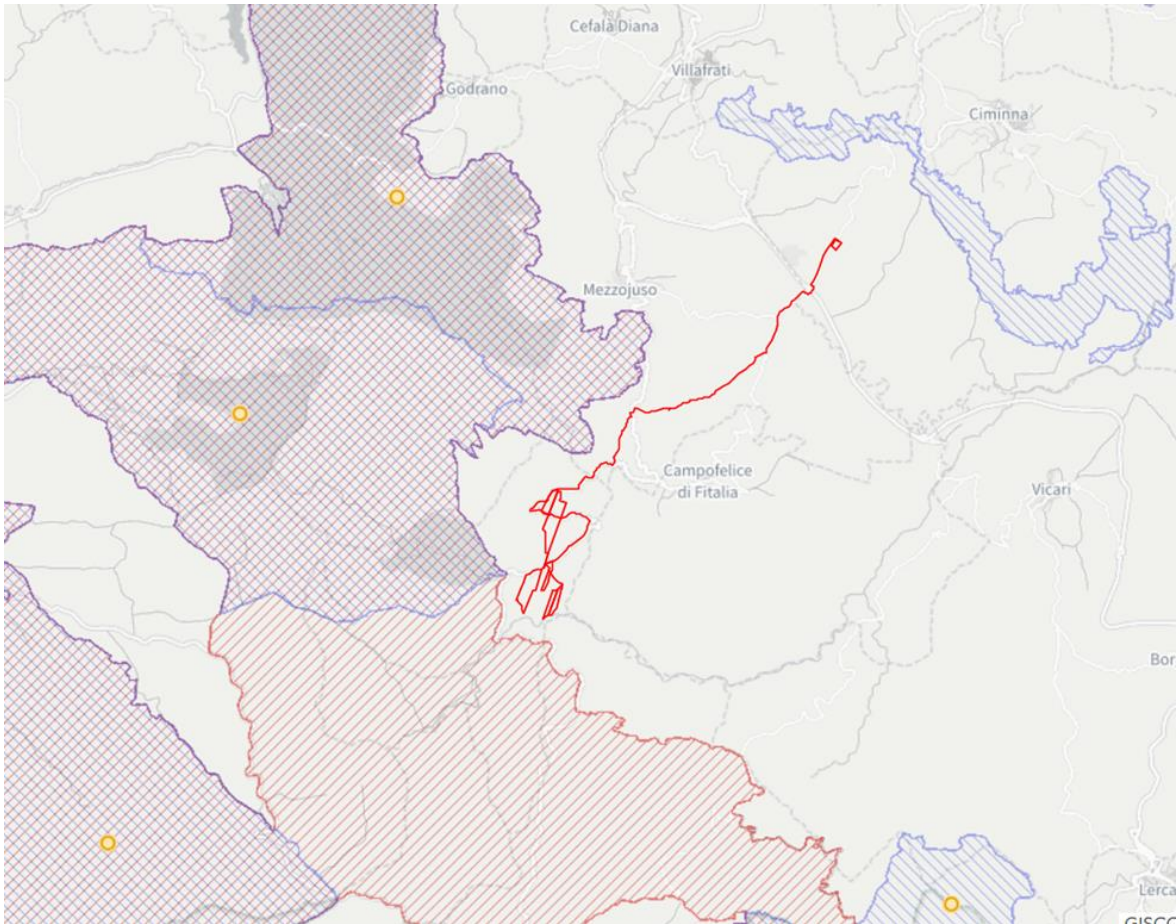 Cefalà Diana
Villafrati
Godrano
Ciminna
Mezzojuso
Campofelice
di Fitalia
Vicari
Bor
Lerca
GISCO